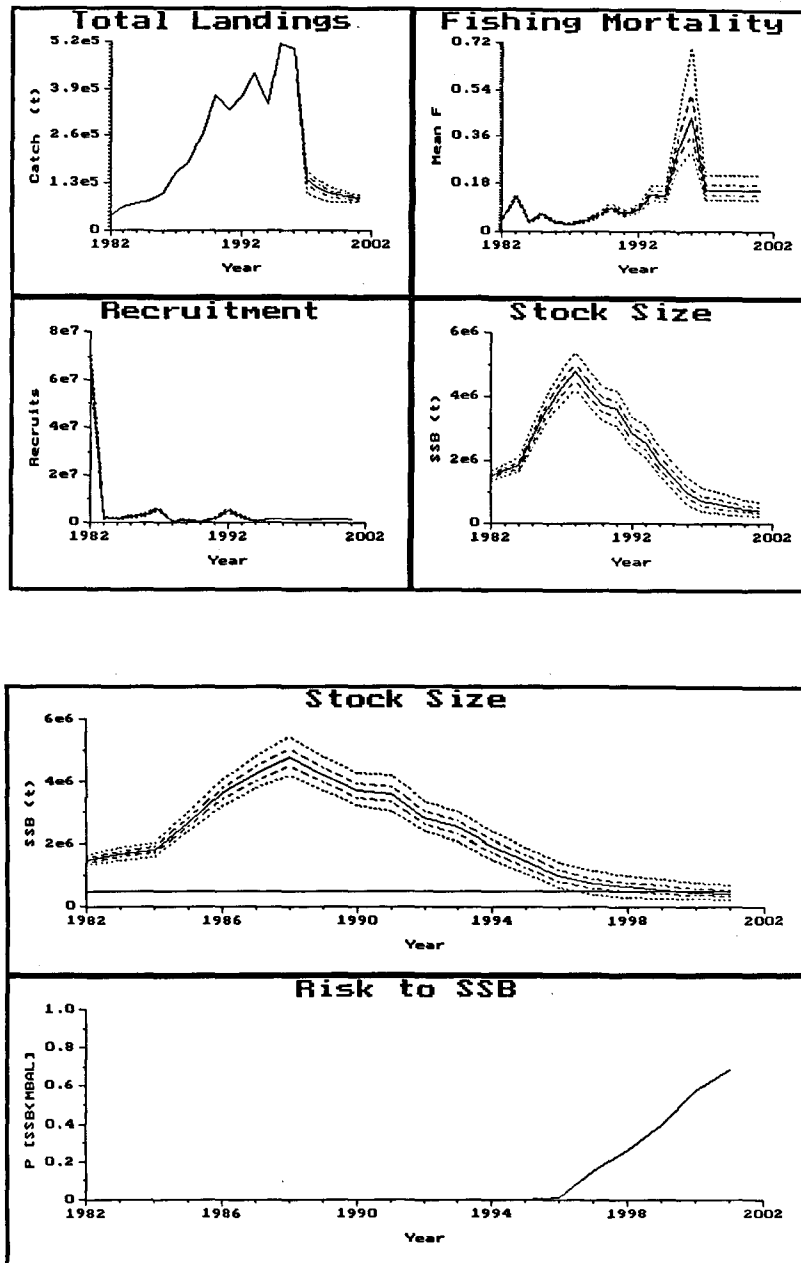 Total Landings
Catch (t)
5.2e5
3.9e5
2.6e5
1.3e5
0
1982
1992
2002
Year
Fishing Mortality
Mean F
0.72
0.54
0.36
0.18
0
1982
1992
2002
Year
Recruitment
Recruits
8e7
6e7
4e7
2e7
0
1982
1992
2002
Year
Stock Size
SSB (t)
6e6
4e6
2e6
0
1982
1992
2002
Year
Stock Size
SSB (t)
6e6
4e6
2e6
0
1982
1986
1990
1994
1998
2002
Year
Risk to SSB
P [SSB<MBAL]
1.0
0.8
0.6
0.4
0.2
0
1982
1986
1990
1994
1998
2002
Year